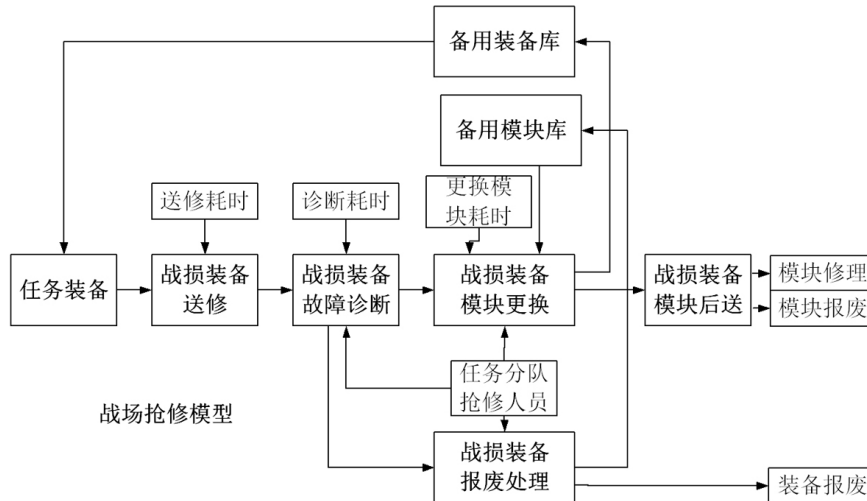 备用装备库
备用模块库
送修耗时
诊断耗时
更换模
块耗时
任务装备
战损装备
送修
战损装备
故障诊断
战损装备
模块更换
战损装备
模块后送
模块修理
模块报废
任务分队
抢修人员
战场抢修模型
战损装备
报废处理
装备报废